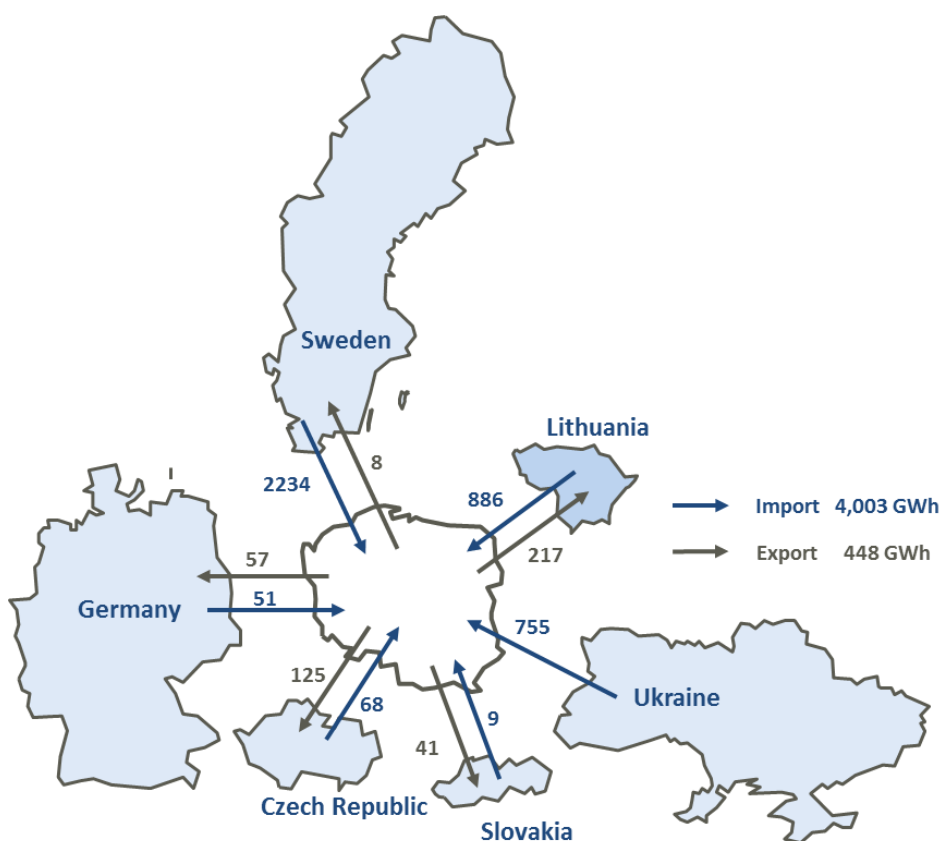 Sweden
Lithuania
2234
8
886
Import 4,003 GWh
217
Export 448 GWh
57
Germany
51
755
125
68
9
Ukraine
41
Czech Republic
Slovakia